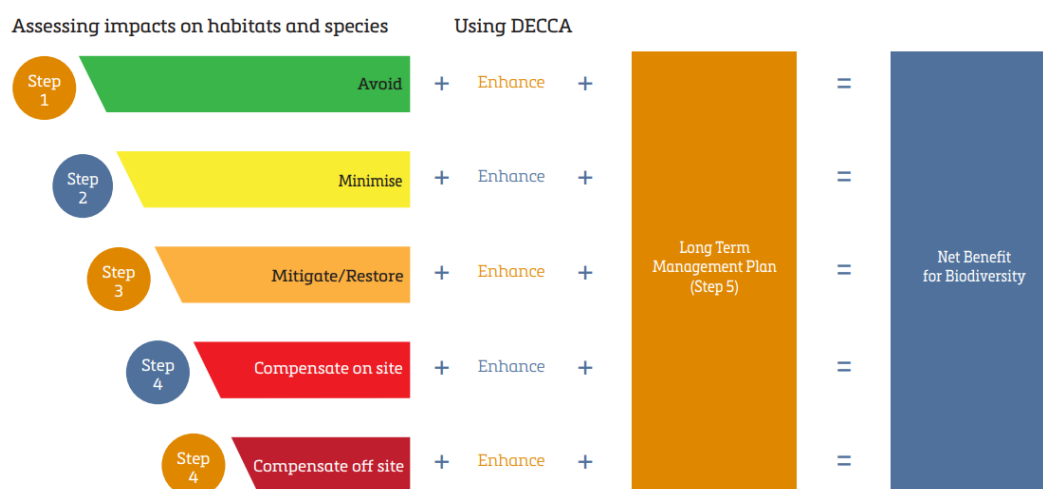 Assessing impacts on habitats and species
Using DECCA
Step
1
Avoid
+ Enhance +
=
Step
2
Minimise
+ Enhance +
=
Step
3
Mitigate/Restore
+ Enhance +
Long Term
Management Plan
(Step 5)
=
Net Benefit
for Biodiversity
Step
4
Compensate on site
+ Enhance +
=
Step
4
Compensate off site
+ Enhance +
=